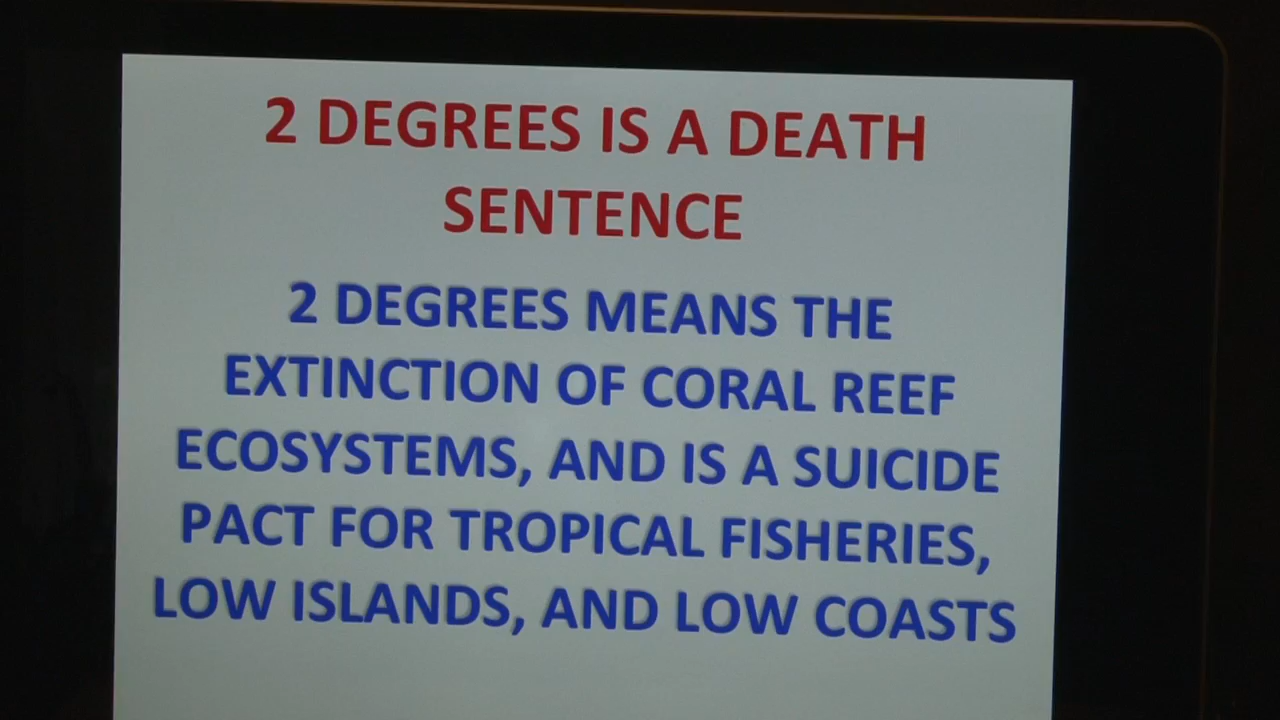 2 DEGREES IS A DEATH
SENTENCE
2 DEGREES MEANS THE
EXTINCTION OF CORAL REEF
ECOSYSTEMS, AND IS A SUICIDE
PACT FOR TROPICAL FISHERIES,
LOW ISLANDS, AND LOW COASTS